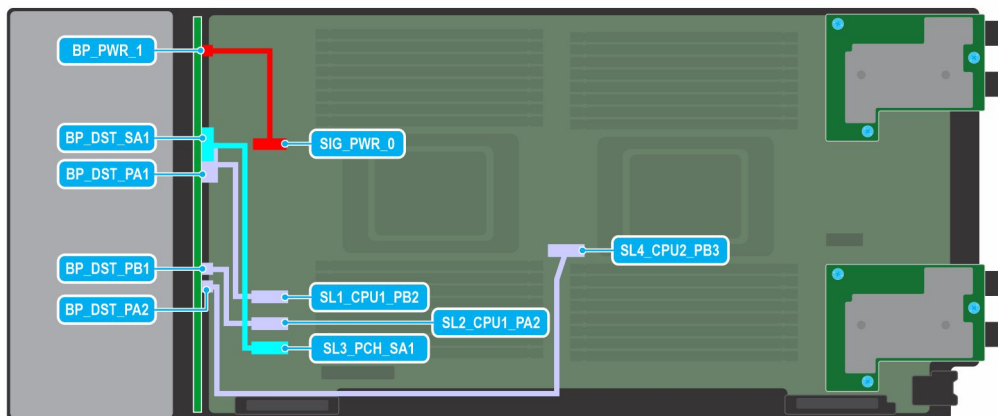 BP_PWR_1
SIG_PWR_0
BP_DST_SA1
BP_DST_PA1
SL4_CPU2_PB3
BP_DST_PB1
BP_DST_PA2
SL1_CPU1_PB2
SL2_CPU1_PA2
SL3_PCH_SA1